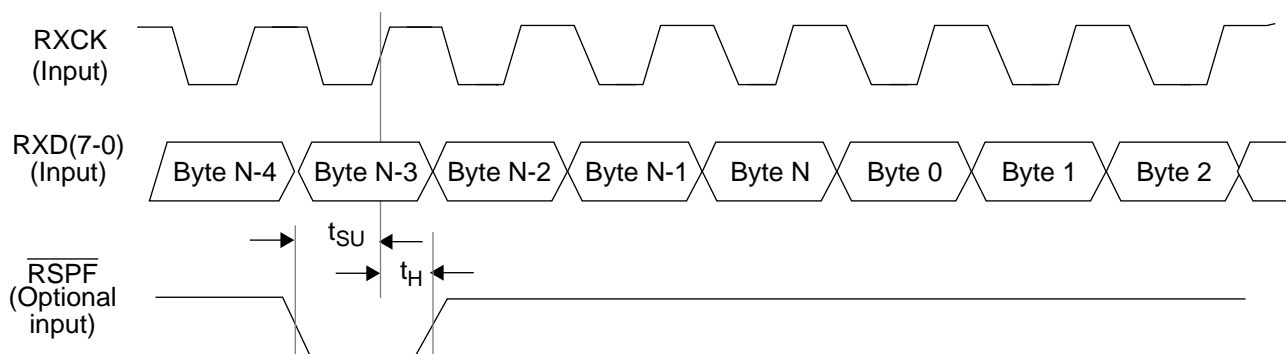 RXCK
(Input)
RXD(7-0)
(Input)
Byte N-4
Byte N-3
Byte N-2
Byte N-1
Byte N
Byte 0
Byte 1
Byte 2
tSU
tH
RSPF
(Optional
input)